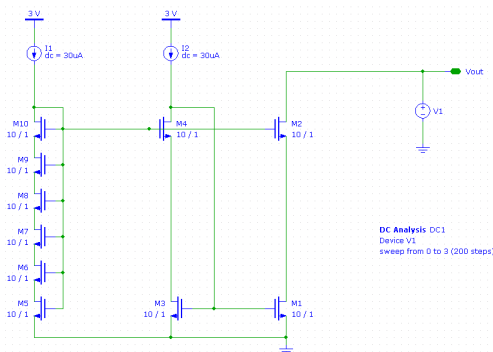 3 V
3 V
I1
dc = 30uA
I2
dc = 30uA
Vout
V1
M10
10 / 1
M4
10 / 1
M2
10 / 1
M9
10 / 1
M8
10 / 1
M7
10 / 1
M6
10 / 1
M5
10 / 1
M3
10 / 1
M1
10 / 1
DC Analysis DC1
Device V1
sweep from 0 to 3 (200 steps)